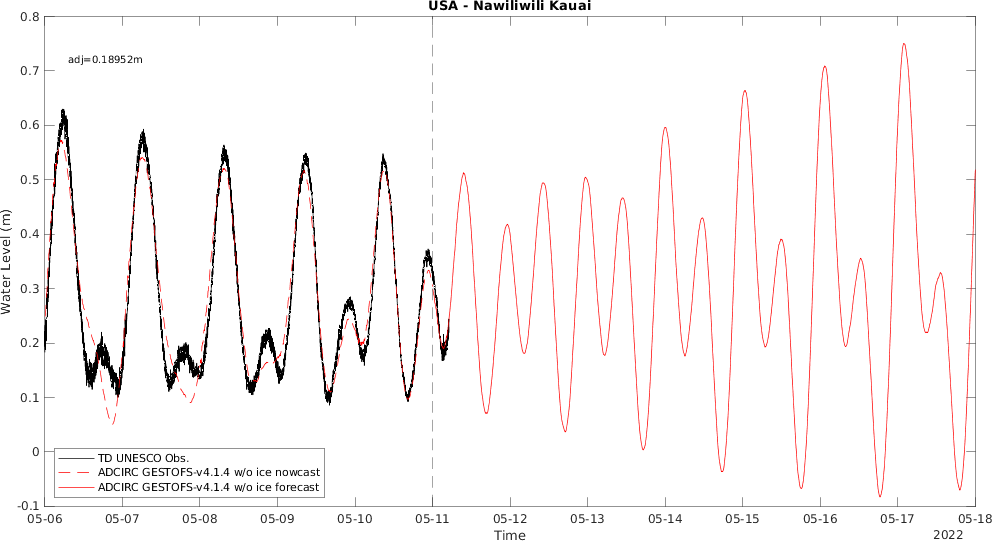 USA - Nawiliwili Kauai
0.8
0.7
0.6
0.5
0.4
0.3
0.2
0.1
0
-0.1
Water Level (m)
adj=0.18952m
TD UNESCO Obs.
ADCIRC GESTOFS-v4.1.4 w/o ice nowcast
ADCIRC GESTOFS-v4.1.4 w/o ice forecast
05-06 05-07 05-08 05-09 05-10 05-11 05-12 05-13 05-14 05-15 05-16 05-17 05-18
Time
2022